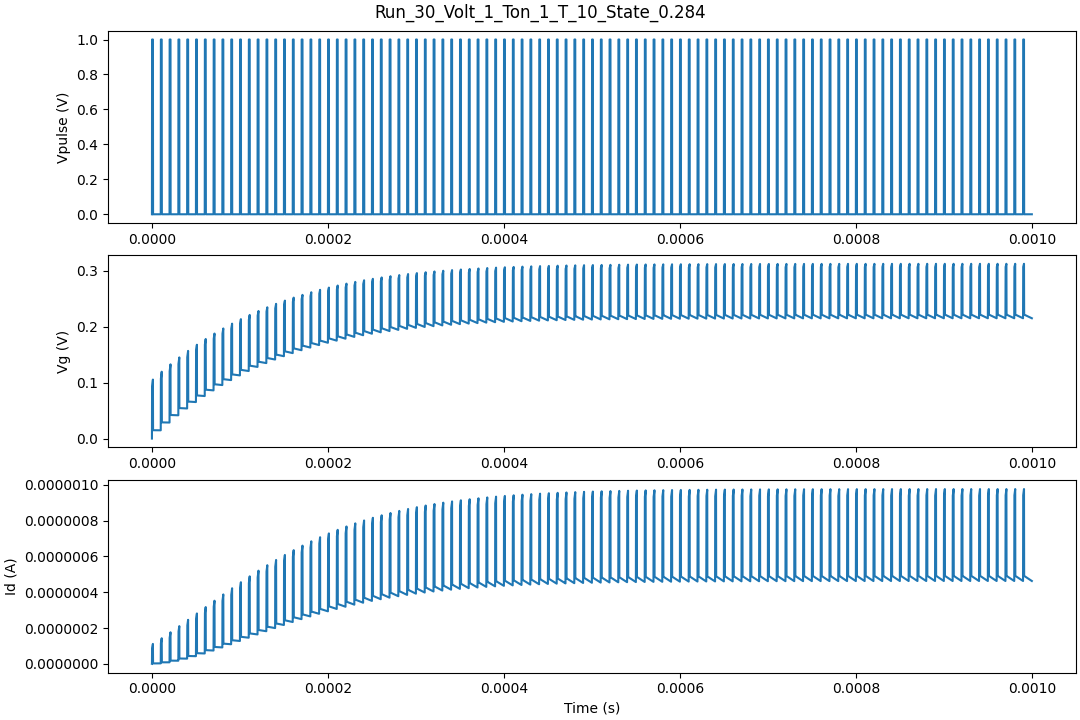 Run_30_Volt_1_Ton_1_T_10_State_0.284
1.0
0.8
0.6
0.4
0.2
0.0
Vpulse (V)
0.0000 0.0002 0.0004 0.0006 0.0008 0.0010
0.3
0.2
0.1
0.0
Vg (V)
0.0000 0.0002 0.0004 0.0006 0.0008 0.0010
0.0000010
0.0000008
0.0000006
0.0000004
0.0000002
0.0000000
Id (A)
0.0000 0.0002 0.0004 0.0006 0.0008 0.0010
Time (s)